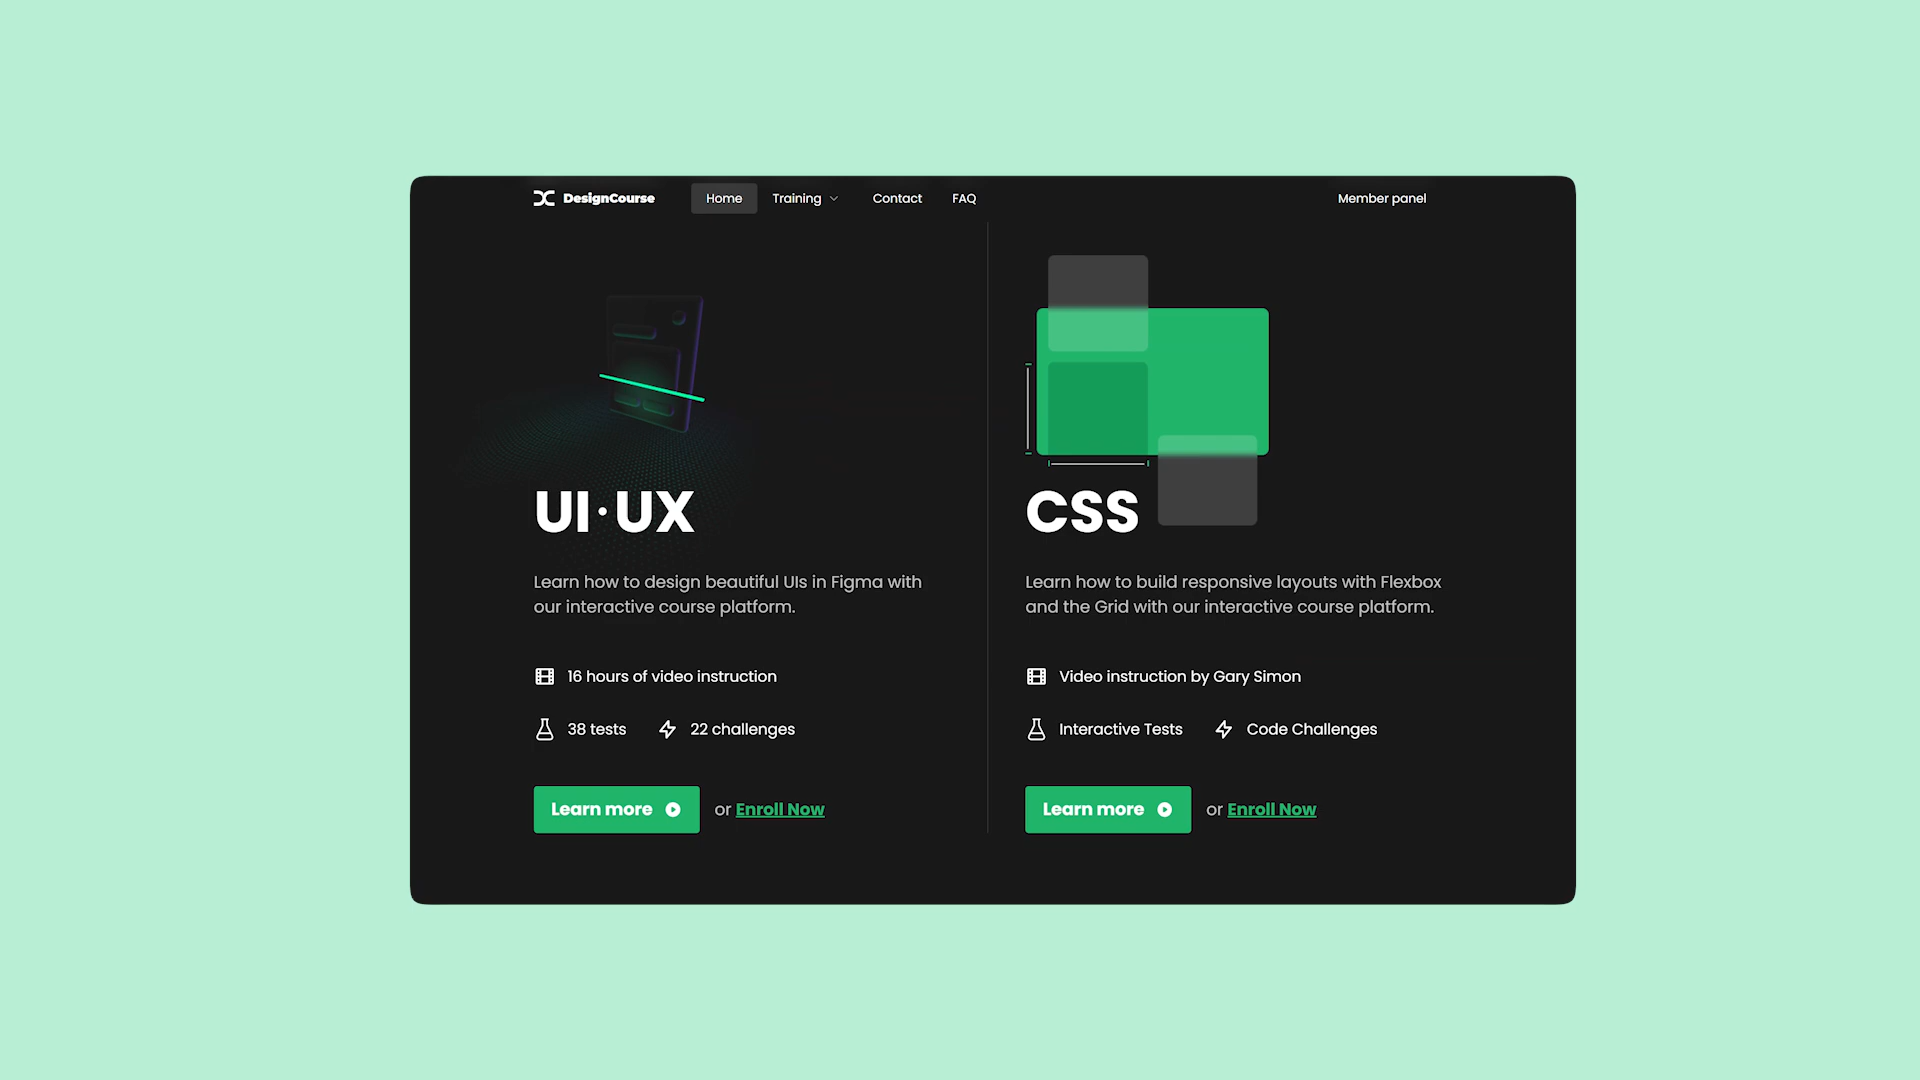 DesignCourse Home Training Contact FAQ Member panel
UI·UX
Learn how to design beautiful UIs in Figma with
our interactive course platform.
16 hours of video instruction
38 tests 22 challenges
Learn more or Enroll Now
CSS
Learn how to build responsive layouts with Flexbox
and the Grid with our interactive course platform.
Video instruction by Gary Simon
Interactive Tests Code Challenges
Learn more or Enroll Now